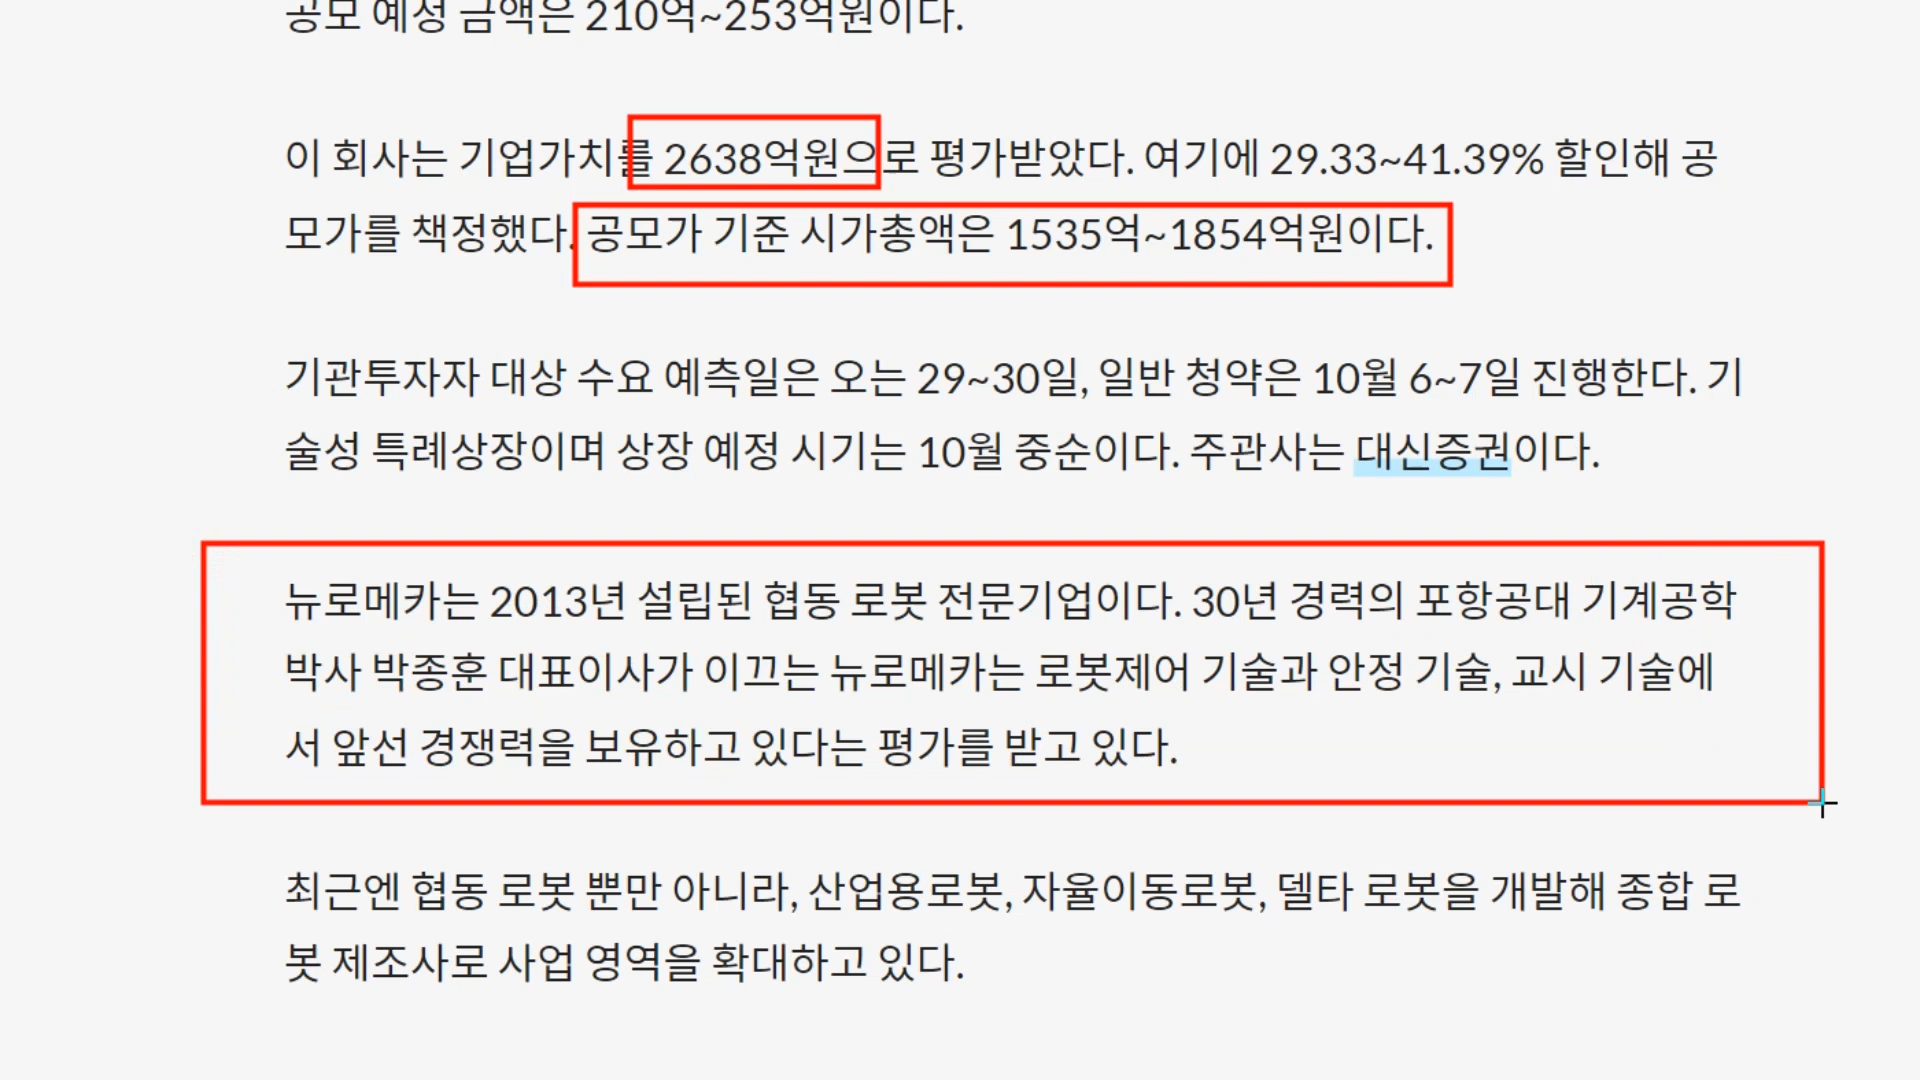 공모 예정 금액은 210억~253억원이다.
이 회사는 기업가치를 2638억원으로 평가받았다. 여기에 29.33~41.39% 할인해 공
모가를 책정했다. 공모가 기준 시가총액은 1535억~1854억원이다.
기관투자자 대상 수요 예측일은 오는 29~30일, 일반 청약은 10월 6~7일 진행한다. 기
술성 특례상장이며 상장 예정 시기는 10월 중순이다. 주관사는 대신증권이다.
뉴로메카는 2013년 설립된 협동 로봇 전문기업이다. 30년 경력의 포항공대 기계공학
박사 박종훈 대표이사가 이끄는 뉴로메카는 로봇제어 기술과 안정 기술, 교시 기술에
서 앞선 경쟁력을 보유하고 있다는 평가를 받고 있다.
최근엔 협동 로봇 뿐만 아니라, 산업용로봇, 자율이동로봇, 델타 로봇을 개발해 종합 로
봇 제조사로 사업 영역을 확대하고 있다.